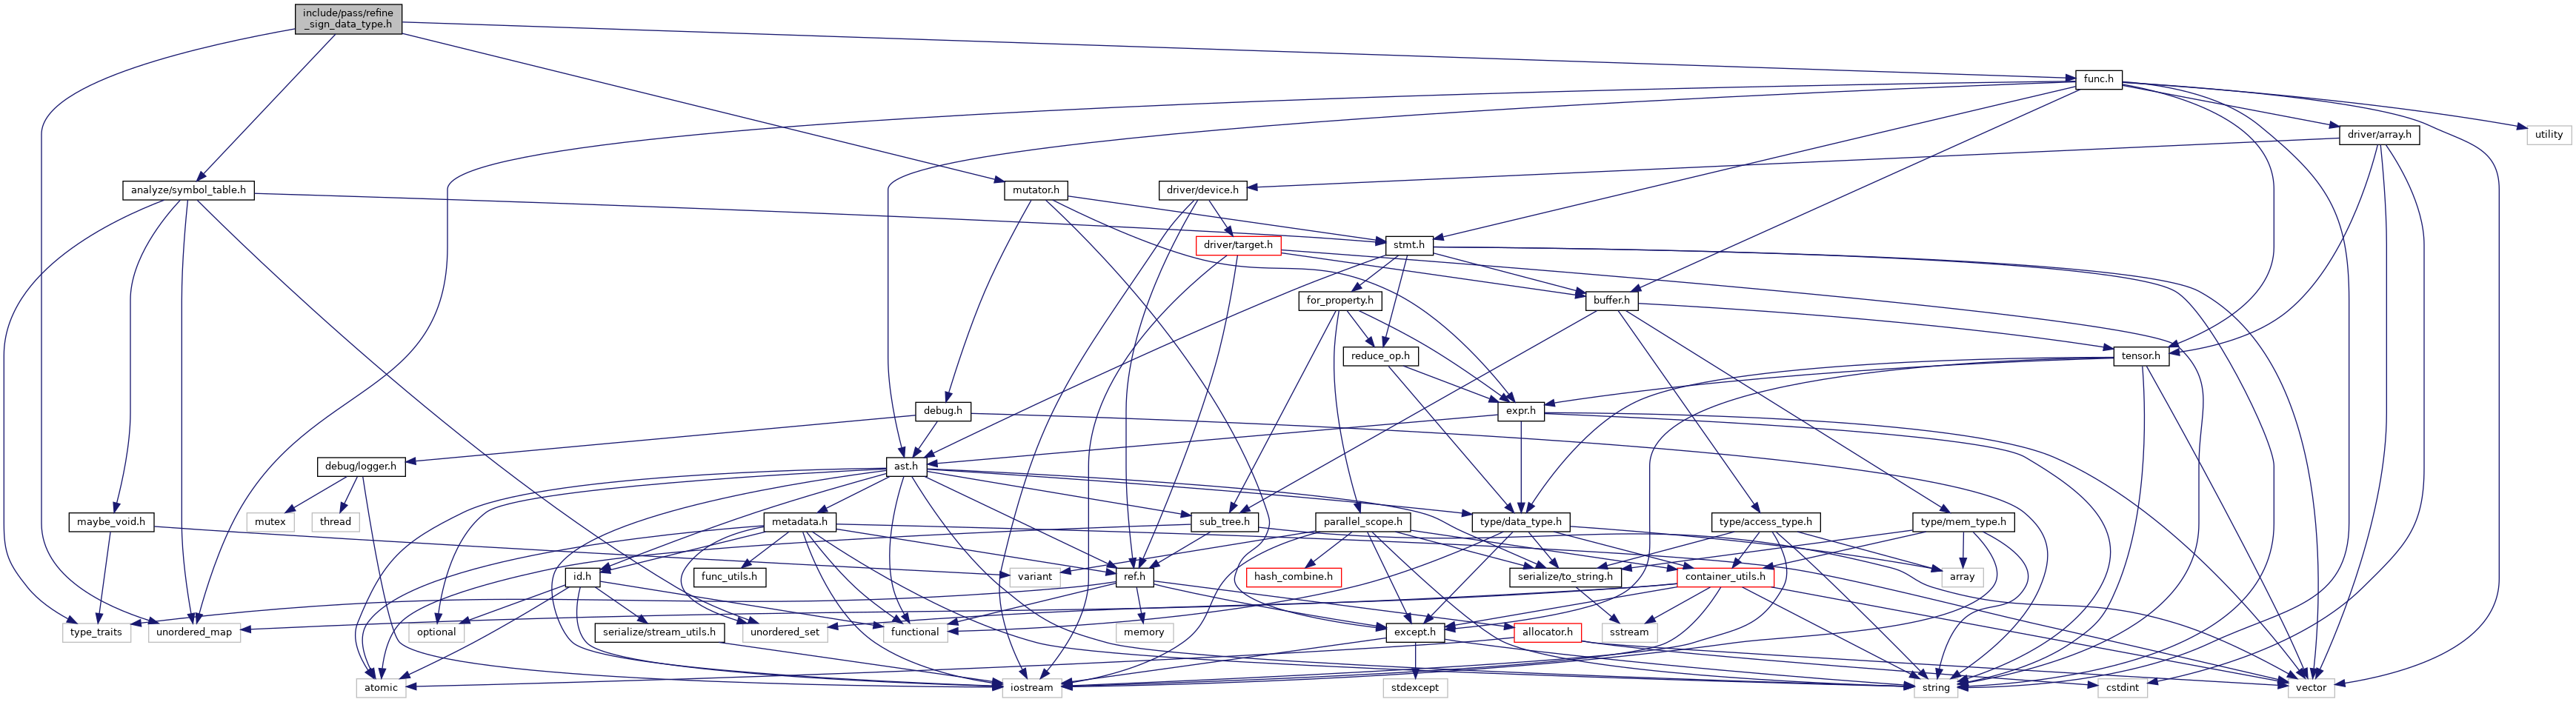 include/pass/refine
_sign_data_type.h
func.h
driver/array.h
utility
analyze/symbol_table.h
mutator.h
driver/device.h
driver/target.h
stmt.h
for_property.h
buffer.h
reduce_op.h
tensor.h
debug.h
expr.h
debug/logger.h
ast.h
mutex
thread
maybe_void.h
metadata.h
sub_tree.h
parallel_scope.h
type/data_type.h
type/access_type.h
type/mem_type.h
id.h
func_utils.h
variant
ref.h
hash_combine.h
serialize/to_string.h
container_utils.h
array
type_traits
unordered_map
optional
serialize/stream_utils.h
unordered_set
functional
memory
except.h
allocator.h
sstream
atomic
iostream
stdexcept
string
cstdint
vector